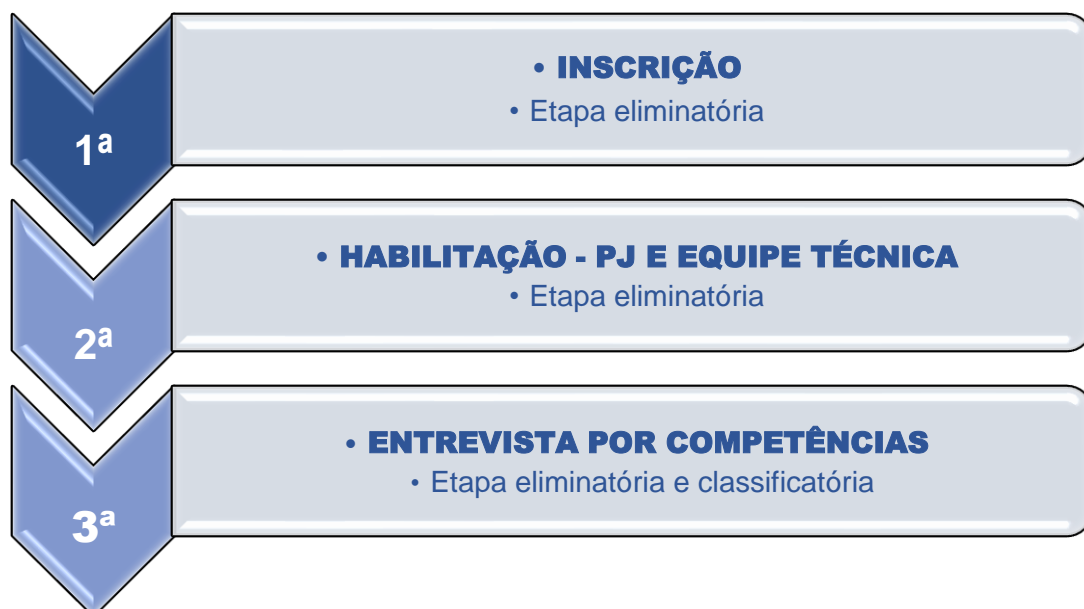 1ª
• INSCRIÇÃO
• Etapa eliminatória
2ª
• HABILITAÇÃO - PJ E EQUIPE TÉCNICA
• Etapa eliminatória
3ª
• ENTREVISTA POR COMPETÊNCIAS
• Etapa eliminatória e classificatória